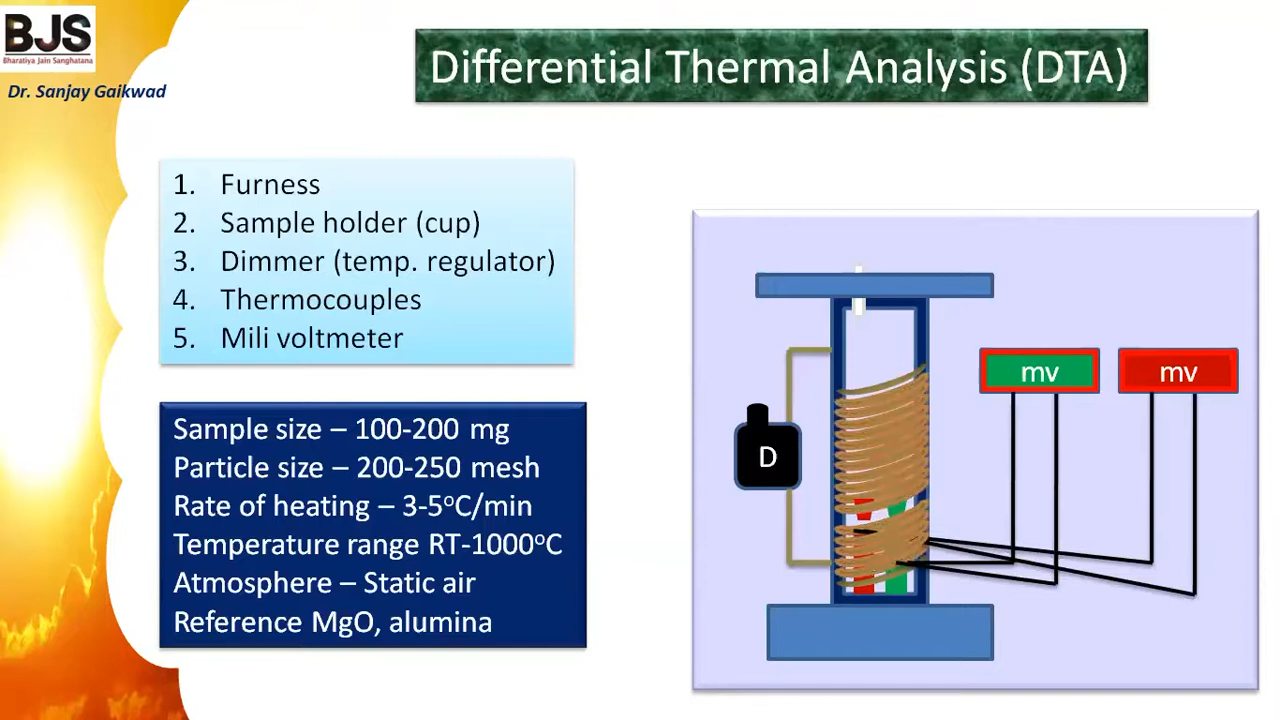 BJS
Bharatiya Jain Sanghatana
Dr. Sanjay Gaikwad
Differential Thermal Analysis (DTA)
1. Furness
2. Sample holder (cup)
3. Dimmer (temp. regulator)
4. Thermocouples
5. Mili voltmeter
Sample size – 100-200 mg
Particle size – 200-250 mesh
Rate of heating – 3-5°C/min
Temperature range RT-1000°C
Atmosphere – Static air
Reference MgO, alumina
D
mv
mv